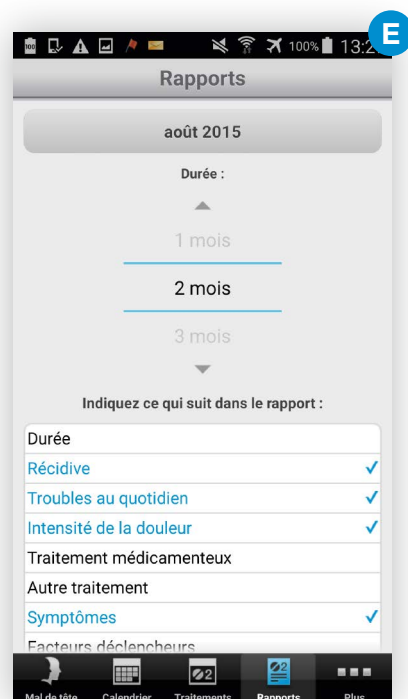 E
100% 13:2
Rapports
août 2015
Durée :
1 mois
2 mois
3 mois
Indiquez ce qui suit dans le rapport :
Durée
Récidive
Troubles au quotidien
Intensité de la douleur
Traitement médicamenteux
Autre traitement
Symptômes
Facteurs déclencheurs
Mal de tête Calendrier Traitements Rapports Plus